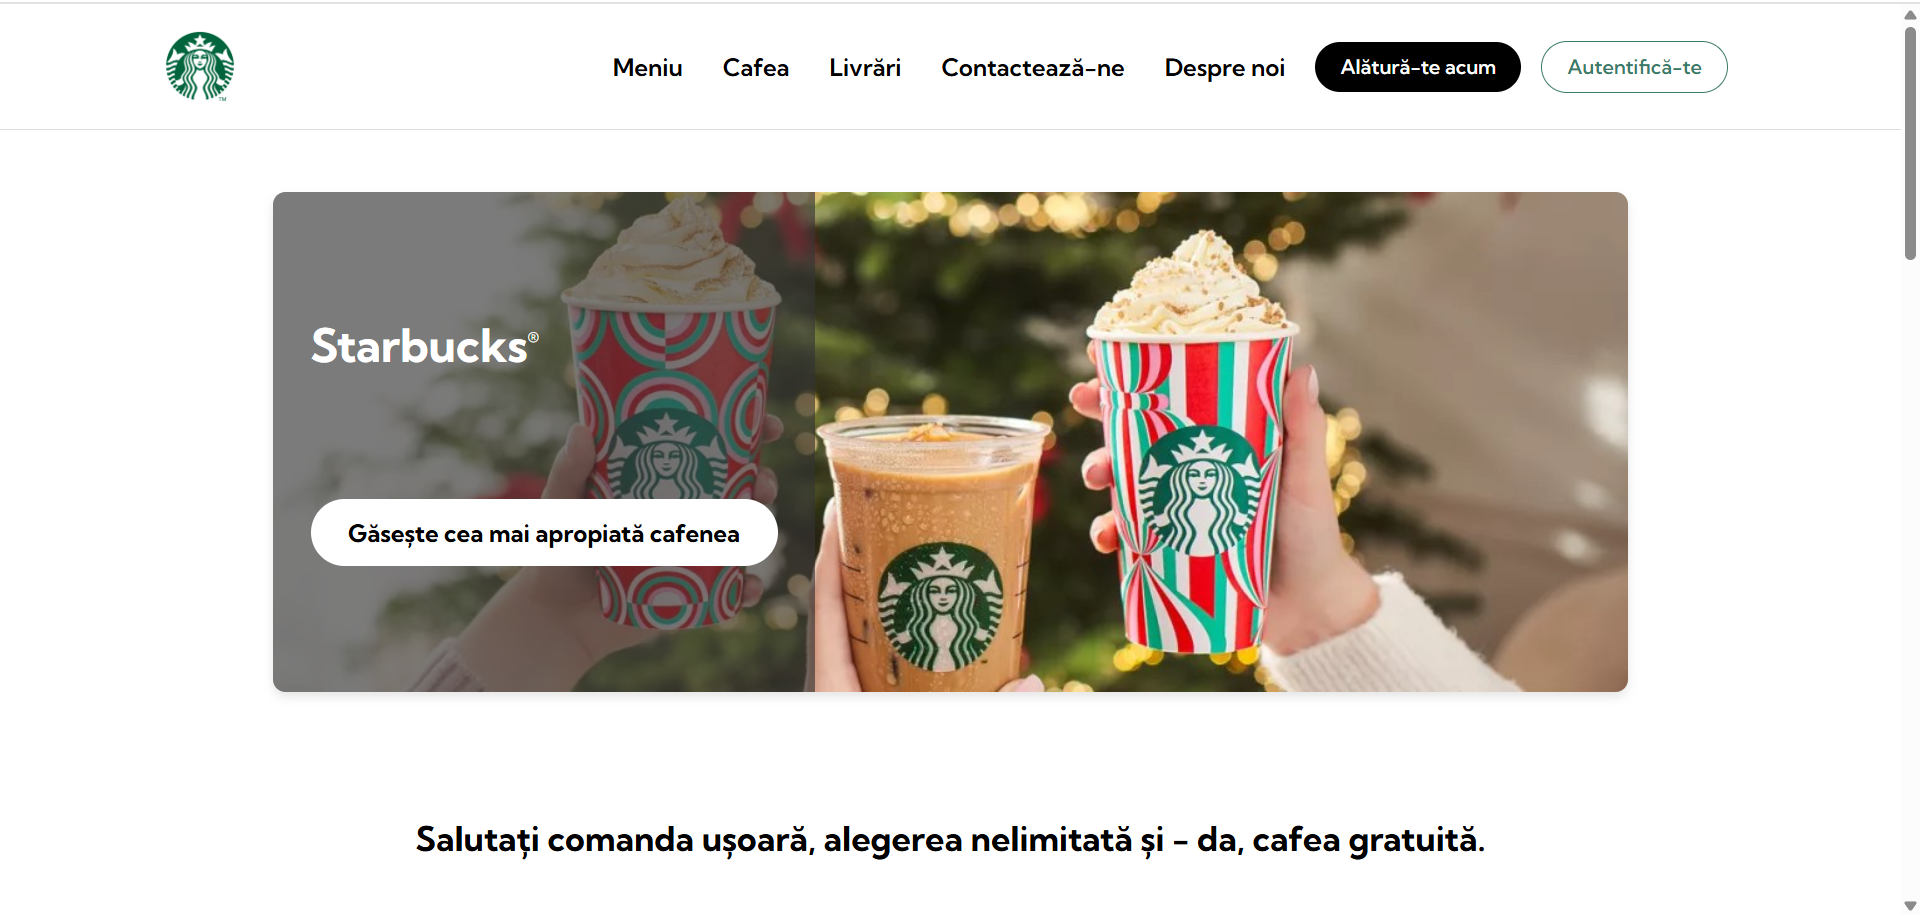 Meniu
Cafea
Livrări
Contactează-ne
Despre noi
Alătură-te acum
Autentifică-te
TM
Starbucks®
Găsește cea mai apropiată cafenea
Salutați comanda ușoară, alegerea nelimitată și - da, cafea gratuită.